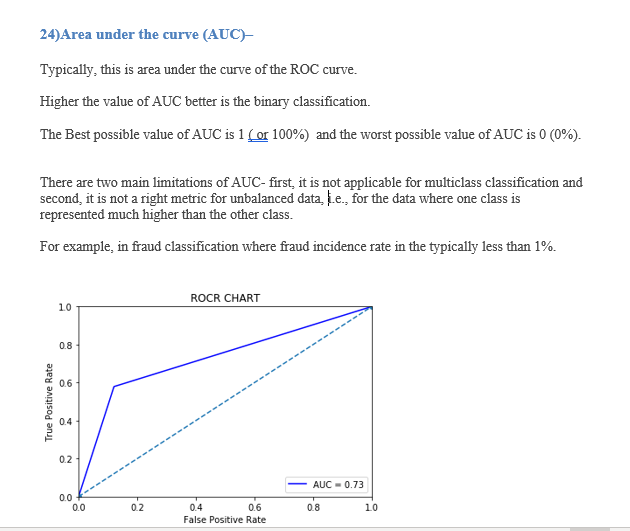 24)Area under the curve (AUC)–
Typically, this is area under the curve of the ROC curve.
Higher the value of AUC better is the binary classification.
The Best possible value of AUC is 1 ( or 100%) and the worst possible value of AUC is 0 (0%).
There are two main limitations of AUC- first, it is not applicable for multiclass classification and
second, it is not a right metric for unbalanced data, i.e., for the data where one class is
represented much higher than the other class.
For example, in fraud classification where fraud incidence rate in the typically less than 1%.
ROCR CHART
1.0
0.8
0.6
0.4
0.2
0.0
True Positive Rate
AUC = 0.73
0.0 0.2 0.4 0.6 0.8 1.0
False Positive Rate